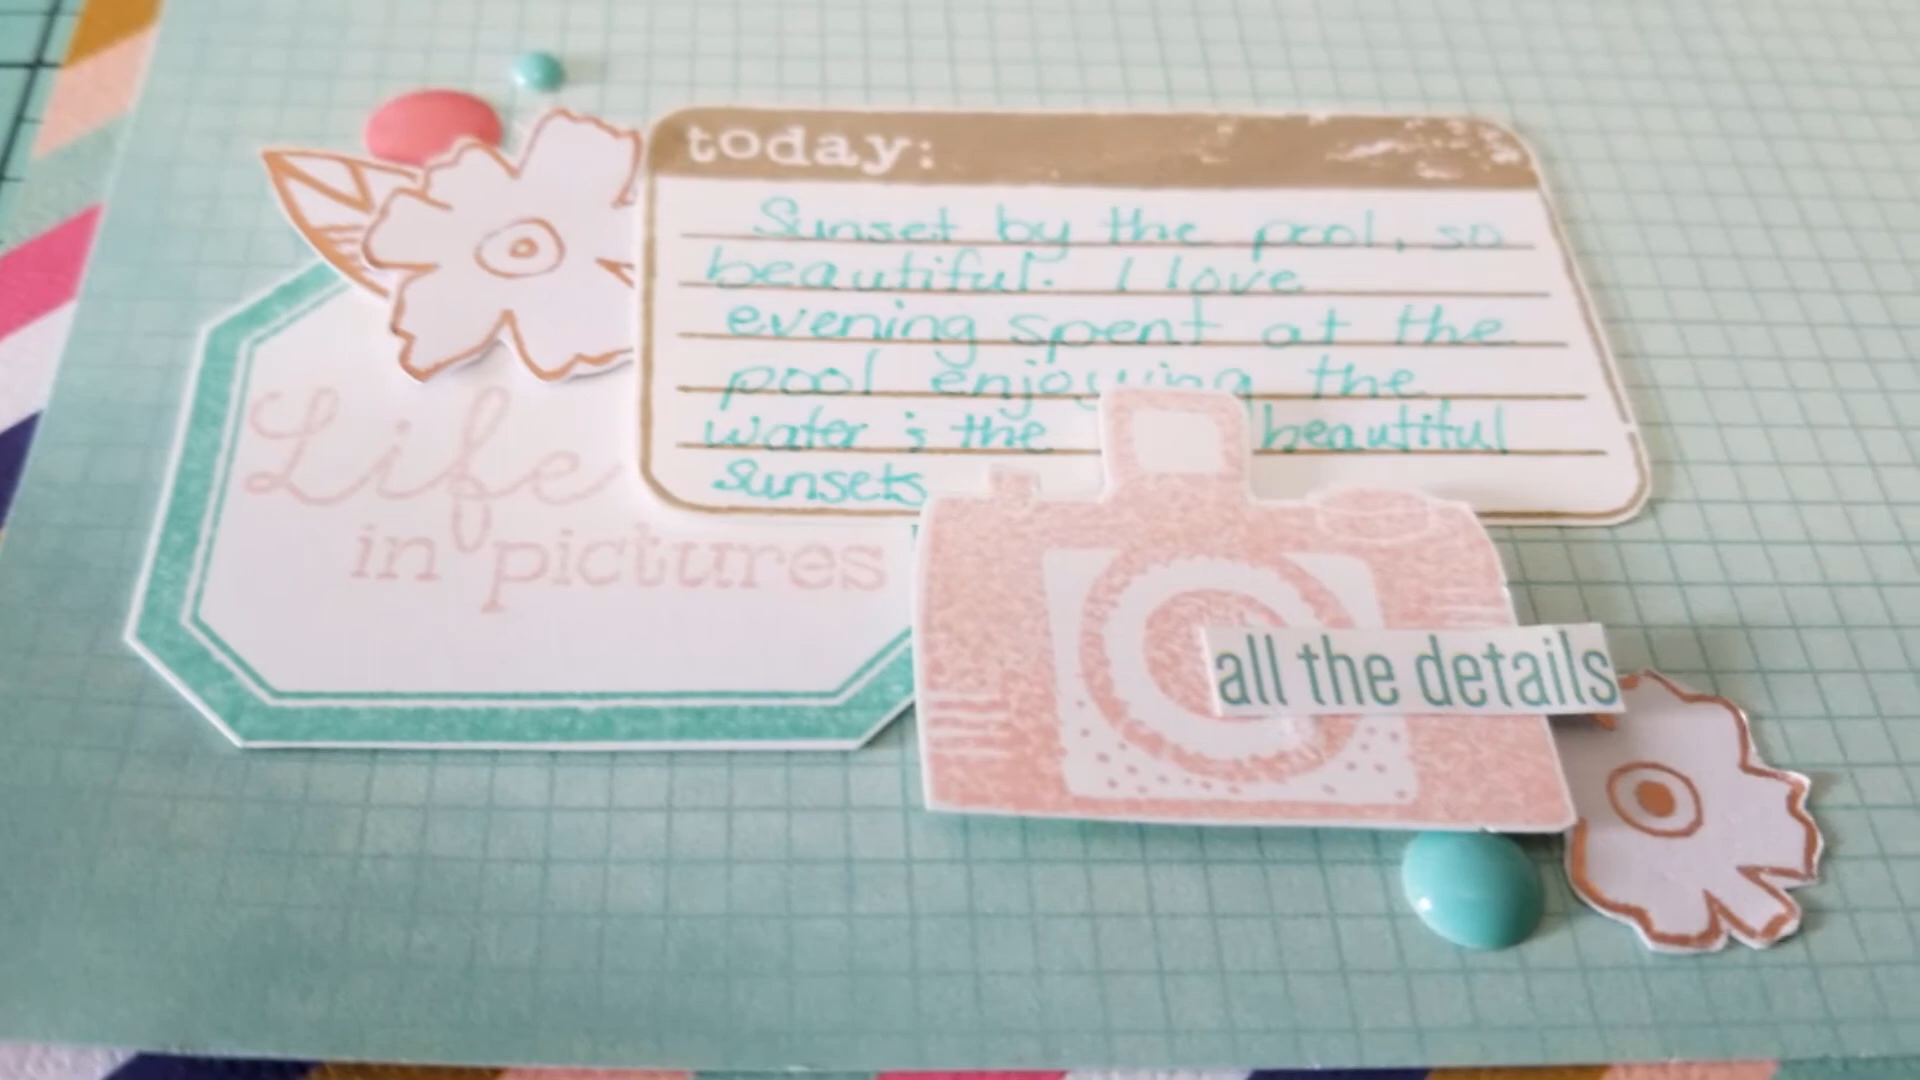 today:
Sunset by the pool, so
beautiful. I love
evening spent at the
pool enjoying the
water & the beautiful
sunsets
Life
in pictures
all the details